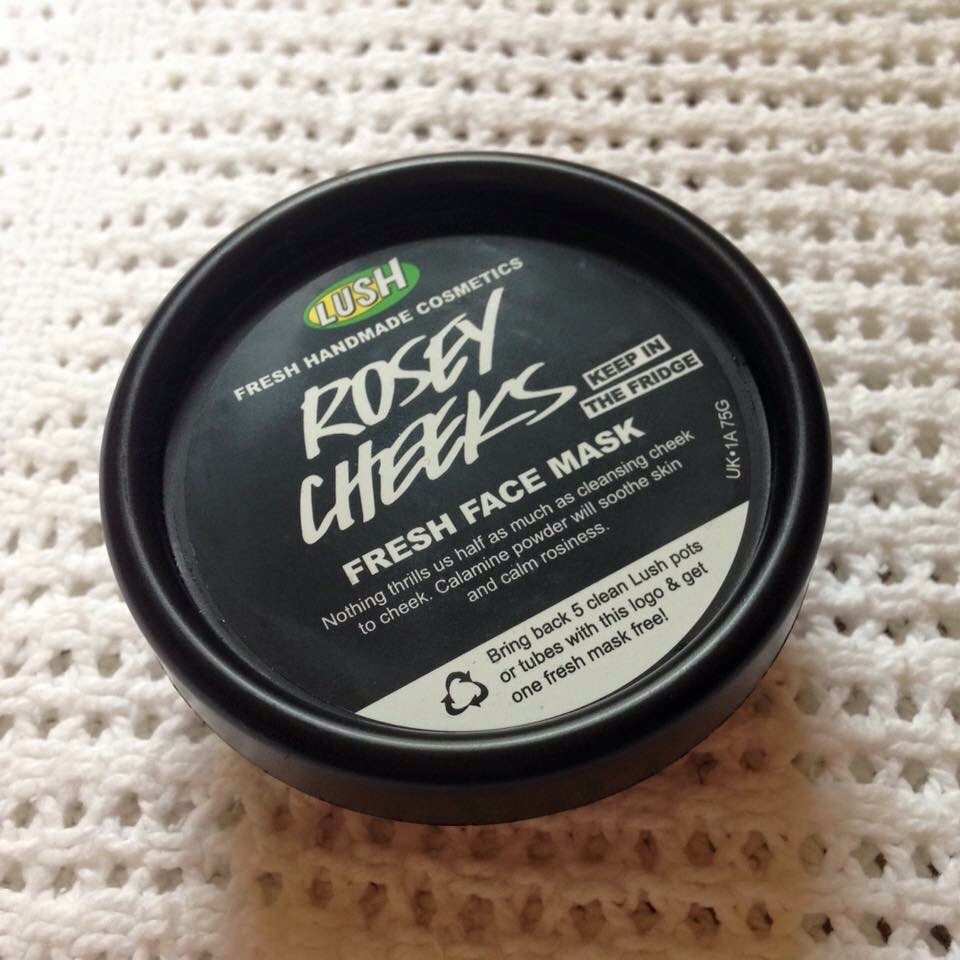 LUSH
FRESH HANDMADE COSMETICS
ROSEY
CHEEKS
KEEP IN
THE FRIDGE
FRESH FACE MASK
Nothing thrills us half as much as cleansing cheek
to cheek. Calamine powder will soothe skin
and calm rosiness.
UK•1A 75G
Bring back 5 clean Lush pots
or tubes with this logo & get
one fresh mask free!